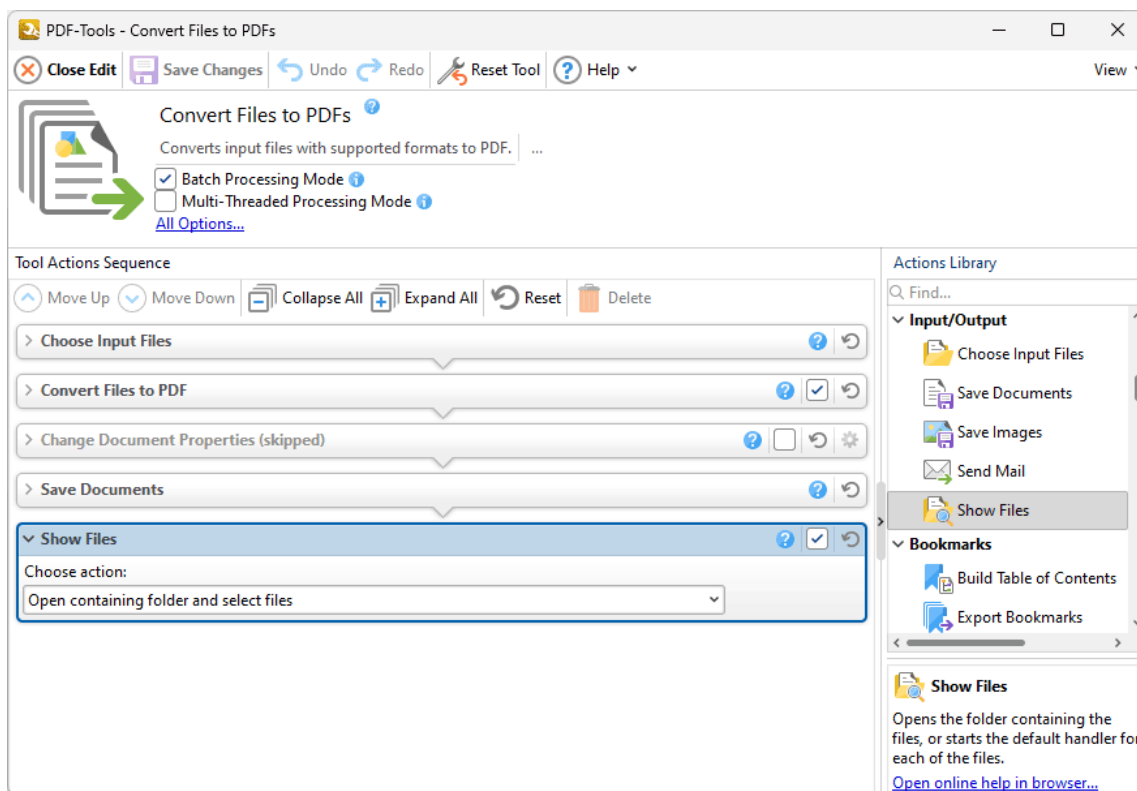 PDF-Tools - Convert Files to PDFs
Close Edit Save Changes Undo Redo Reset Tool ? Help View
Convert Files to PDFs ?
Converts input files with supported formats to PDF. ...
Batch Processing Mode i
Multi-Threaded Processing Mode i
All Options...
Tool Actions Sequence
Move Up Move Down Collapse All Expand All Reset Delete
Choose Input Files ?
Convert Files to PDF ?
Change Document Properties (skipped) ?
Save Documents ?
Show Files ?
Choose action:
Open containing folder and select files
Actions Library
Find...
Input/Output
Choose Input Files
Save Documents
Save Images
Send Mail
Show Files
Bookmarks
Build Table of Contents
Export Bookmarks
Show Files
Opens the folder containing the
files, or starts the default handler for
each of the files.
Open online help in browser...